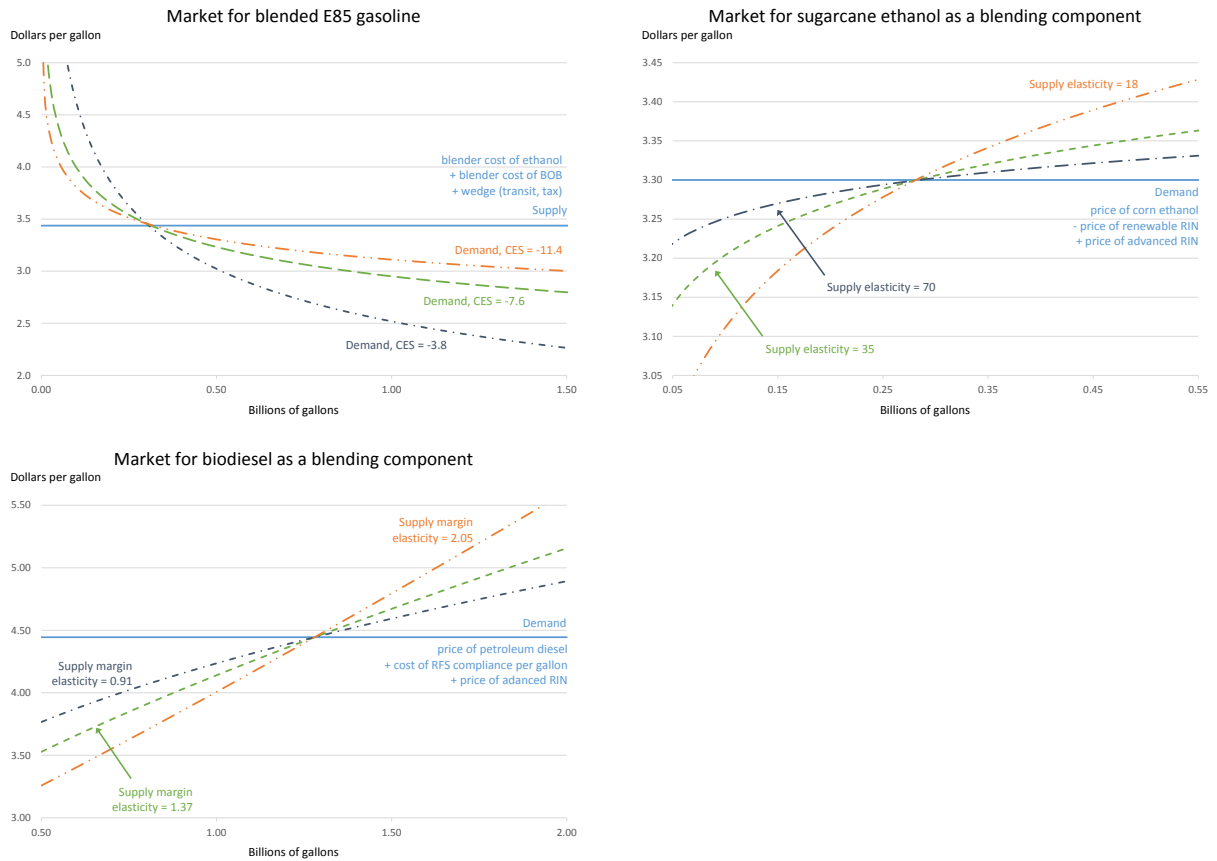 Market for blended E85 gasoline
Dollars per gallon
5.0
4.5
4.0
3.5
3.0
2.5
2.0
blender cost of ethanol
+ blender cost of BOB
+ wedge (transit, tax)
Supply
Demand, CES = -11.4
Demand, CES = -7.6
Demand, CES = -3.8
0.00
0.50
1.00
1.50
Billions of gallons
Market for sugarcane ethanol as a blending component
Dollars per gallon
3.45
3.40
3.35
3.30
3.25
3.20
3.15
3.10
3.05
Supply elasticity = 18
Demand
price of corn ethanol
- price of renewable RIN
+ price of advanced RIN
Supply elasticity = 70
Supply elasticity = 35
0.05
0.15
0.25
0.35
0.45
0.55
Billions of gallons
Market for biodiesel as a blending component
Dollars per gallon
5.50
5.00
4.50
4.00
3.50
3.00
Supply margin
elasticity = 2.05
Demand
price of petroleum diesel
+ cost of RFS compliance per gallon
+ price of adanced RIN
Supply margin
elasticity = 0.91
Supply margin
elasticity = 1.37
0.50
1.00
1.50
2.00
Billions of gallons